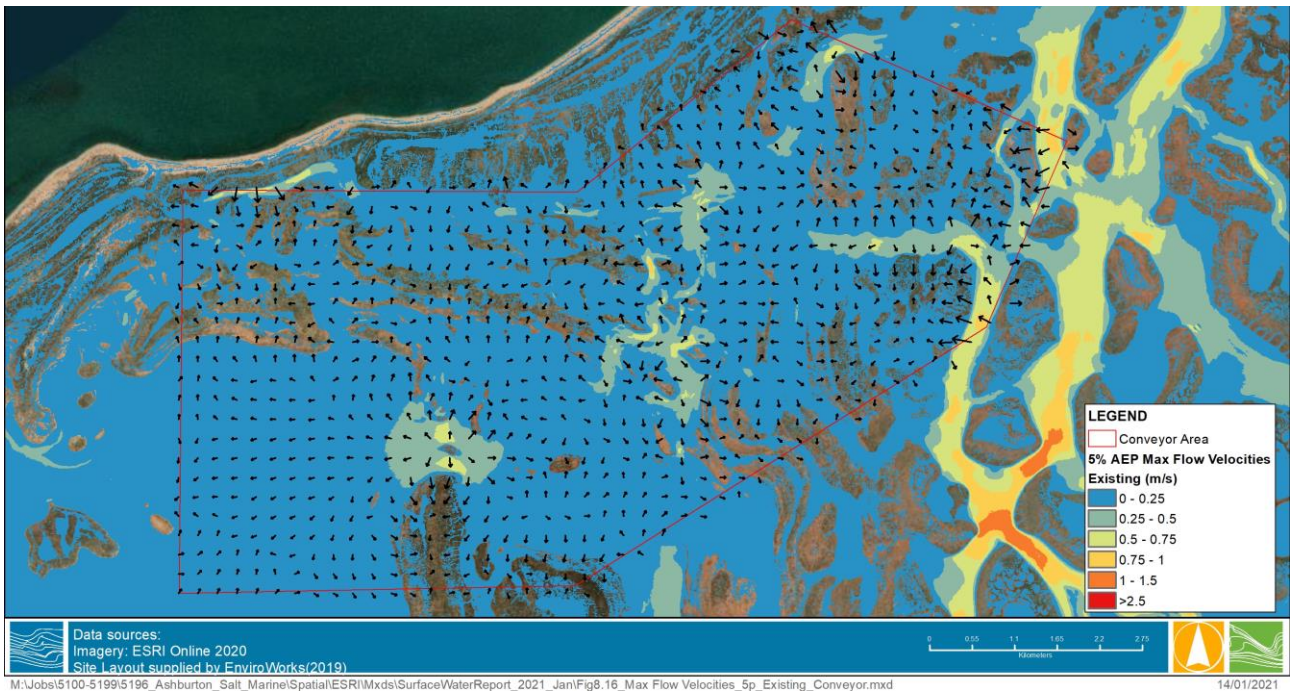 LEGEND
Conveyor Area
5% AEP Max Flow Velocities
Existing (m/s)
0 - 0.25
0.25 - 0.5
0.5 - 0.75
0.75 - 1
1 - 1.5
>2.5
Data sources:
Imagery: ESRI Online 2020
Site Layout supplied by EnviroWorks(2019)
0 0.55 1.1 1.65 2.2 2.75
Kilometers
M:\Jobs\5100-5199\5196_Ashburton_Salt_Marine\Spatial\ESRI\Mxds\SurfaceWaterReport_2021_Jan\Fig8.16_Max Flow Velocities_5p_Existing_Conveyor.mxd
14/01/2021